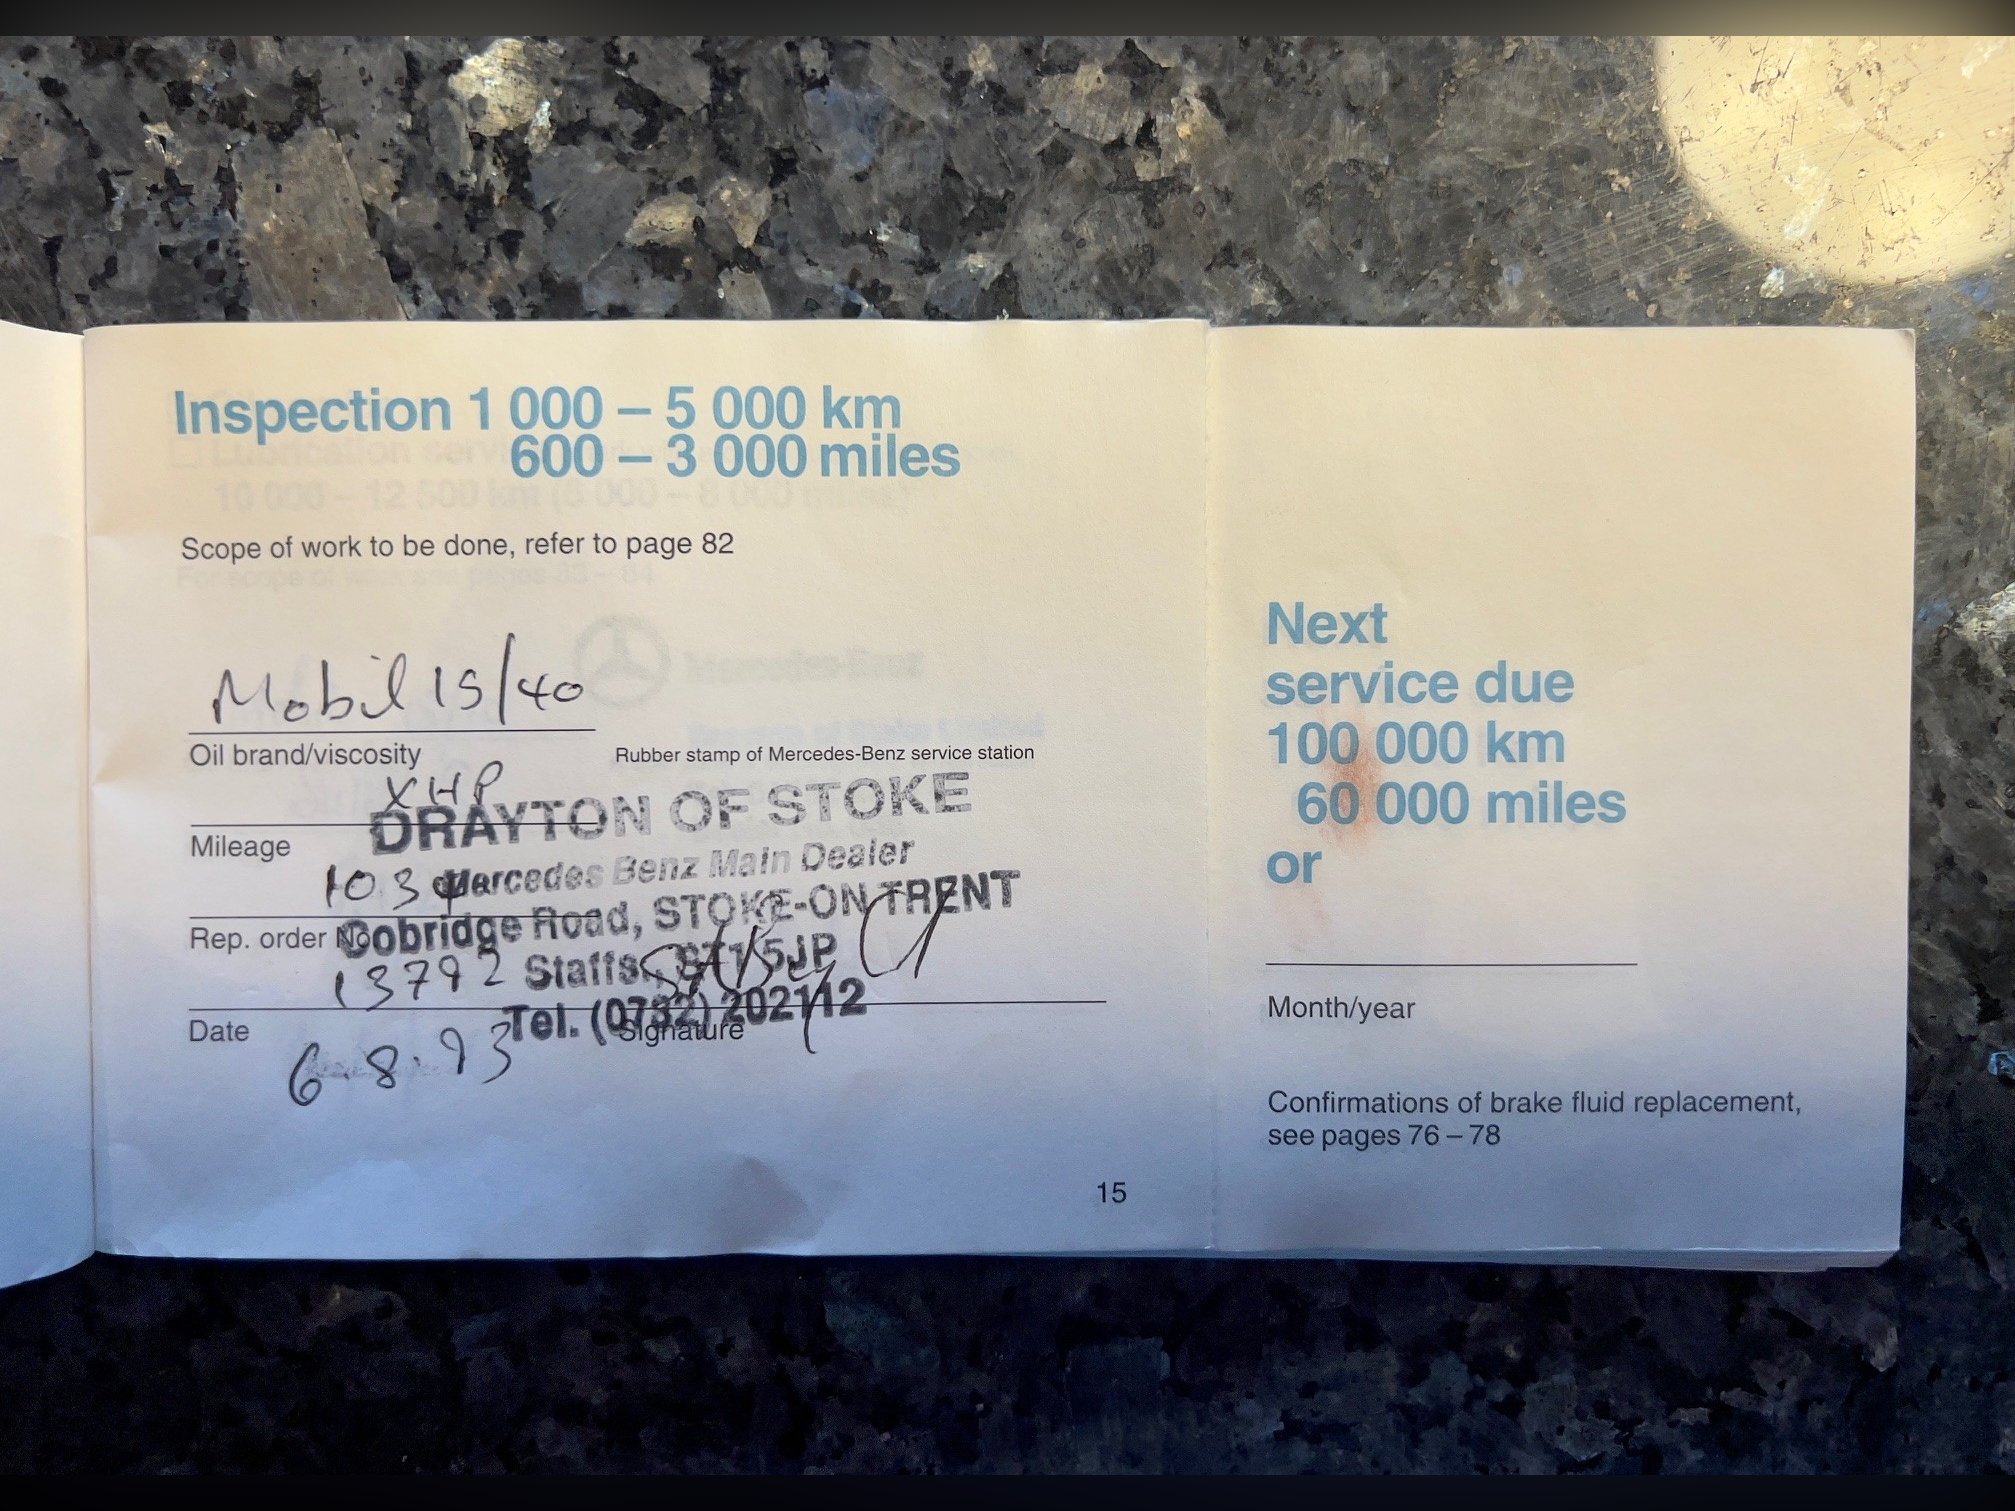 Inspection 1 000 – 5 000 km
600 – 3 000 miles
Scope of work to be done, refer to page 82
Mobil 15/40
Oil brand/viscosity
Rubber stamp of Mercedes-Benz service station
XHP
DRAYTON OF STOKE
Mileage
Mercedes Benz Main Dealer
1034
Cobridge Road, STOKE-ON-TRENT
Rep. order No.
Staffs. ST1 5JP
13792
Tel. (0782) 202112
Date
Signature
6.8.93
15
Next
service due
100 000 km
60 000 miles
or
Month/year
Confirmations of brake fluid replacement,
see pages 76 – 78